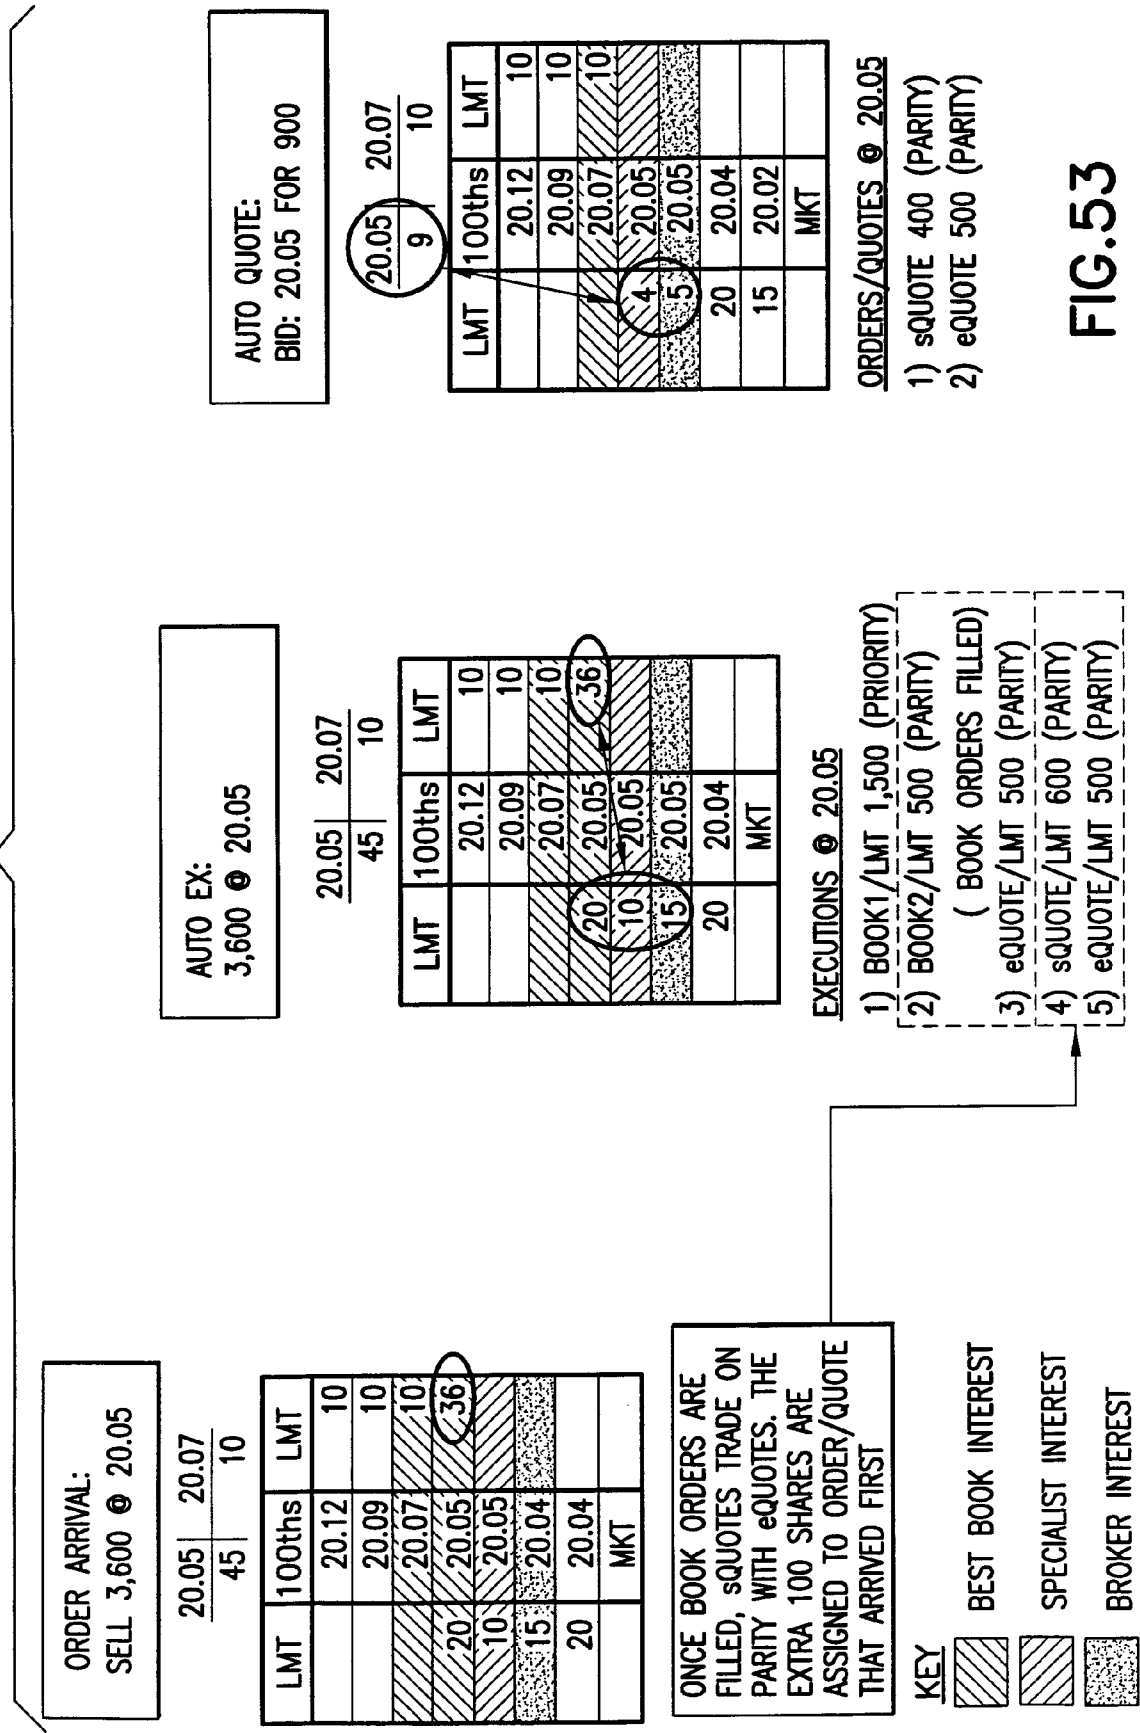 ORDER ARRIVAL:
SELL 3,600 @ 20.05
20.05 20.07
45 10
LMT 100ths LMT
20.12 10
20.09 10
20.07 10
20 20.05 36
10 20.05
15 20.04
20 20.04
MKT
ONCE BOOK ORDERS ARE
FILLED, sQUOTES TRADE ON
PARITY WITH eQUOTES. THE
EXTRA 100 SHARES ARE
ASSIGNED TO ORDER/QUOTE
THAT ARRIVED FIRST
KEY
BEST BOOK INTEREST
SPECIALIST INTEREST
BROKER INTEREST
AUTO EX:
3,600 @ 20.05
20.05 20.07
45 10
LMT 100ths LMT
20.12 10
20.09 10
20.07 10
20 20.05 36
10 20.05
15 20.05
20 20.04
MKT
EXECUTIONS @ 20.05
1) BOOK1/LMT 1,500 (PRIORITY)
2) BOOK2/LMT 500 (PARITY)
( BOOK ORDERS FILLED)
3) eQUOTE/LMT 500 (PARITY)
4) sQUOTE/LMT 600 (PARITY)
5) eQUOTE/LMT 500 (PARITY)
AUTO QUOTE:
BID: 20.05 FOR 900
20.05 20.07
9 10
LMT 100ths LMT
20.12 10
20.09 10
20.07 10
4 20.05
5 20.05
20 20.04
15 20.02
MKT
ORDERS/QUOTES @ 20.05
1) sQUOTE 400 (PARITY)
2) eQUOTE 500 (PARITY)
FIG.53